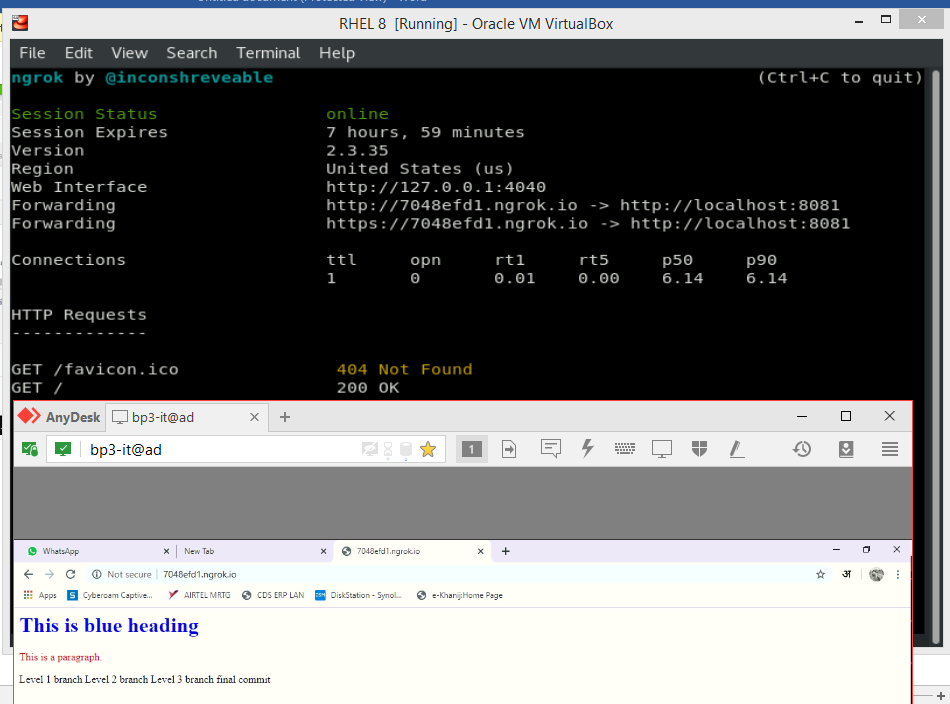 RHEL 8 [Running] - Oracle VM VirtualBox
File Edit View Search Terminal Help
ngrok by @inconshreveable (Ctrl+C to quit)
Session Status online
Session Expires 7 hours, 59 minutes
Version 2.3.35
Region United States (us)
Web Interface http://127.0.0.1:4040
Forwarding http://7048efd1.ngrok.io -> http://localhost:8081
Forwarding https://7048efd1.ngrok.io -> http://localhost:8081
Connections ttl opn rt1 rt5 p50 p90
1 0 0.01 0.00 6.14 6.14
HTTP Requests
-------------
GET /favicon.ico 404 Not Found
GET / 200 OK
AnyDesk bp3-it@ad
bp3-it@ad 1
WhatsApp New Tab 7048efd1.ngrok.io
Not secure 7048efd1.ngrok.io अ
Apps S Cyberoam Captive... AIRTEL MRTG CDS ERP LAN DSM DiskStation - Synol... e-Khanij:Home Page
This is blue heading
This is a paragraph.
Level 1 branch Level 2 branch Level 3 branch final commit